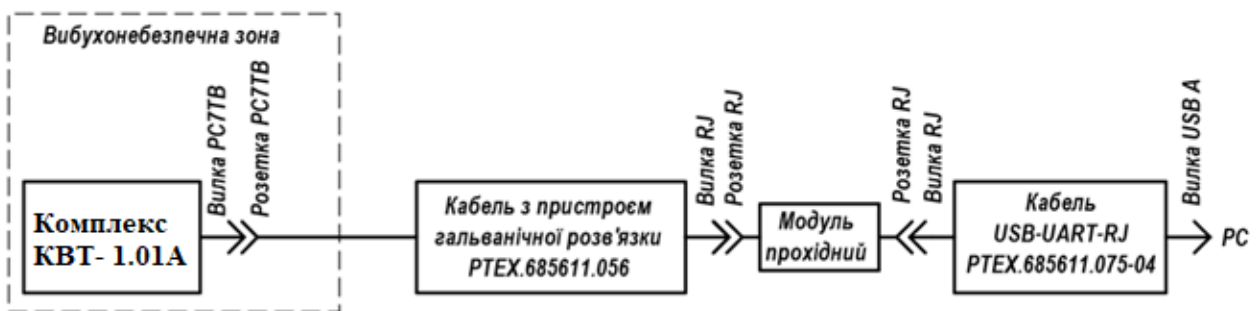 Вибухонебезпечна зона
Комплекс
КВТ- 1.01А
Вилка РС7ТВ
Розетка РС7ТВ
Кабель з пристроєм
гальванічної розв'язки
РТЕХ.685611.056
Вилка RJ
Розетка RJ
Модуль
прохідний
Розетка RJ
Вилка RJ
Кабель
USB-UART-RJ
РТЕХ.685611.075-04
Вилка USB A
PC